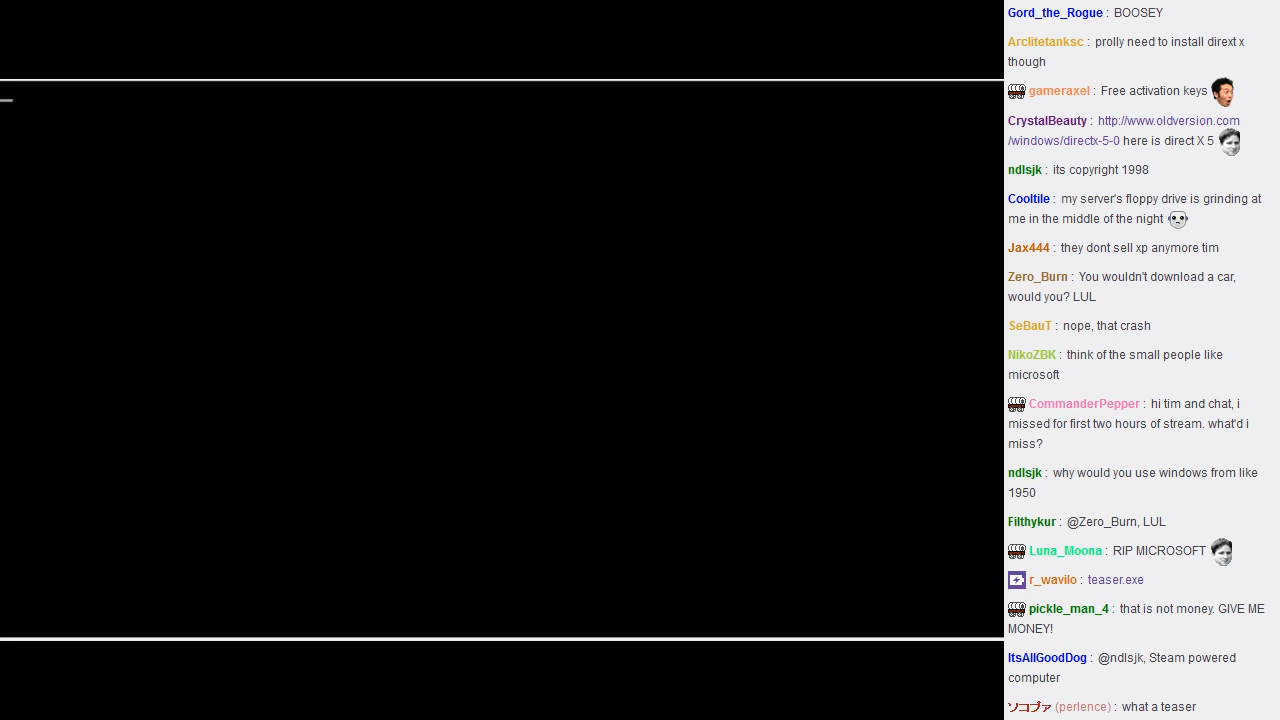 Gord_the_Rogue : BOOSEY
Arclitetanksc : prolly need to install dirext x
though
gameraxel : Free activation keys
CrystalBeauty : http://www.oldversion.com
/windows/directx-5-0 here is direct X 5
ndlsjk : its copyright 1998
Cooltile : my server's floppy drive is grinding at
me in the middle of the night
Jax444 : they dont sell xp anymore tim
Zero_Burn : You wouldn't download a car,
would you? LUL
SeBauT : nope, that crash
NikoZBK : think of the small people like
microsoft
CommanderPepper : hi tim and chat, i
missed for first two hours of stream. what'd i
miss?
ndlsjk : why would you use windows from like
1950
Filthykur : @Zero_Burn, LUL
Luna_Moona : RIP MICROSOFT
r_wavilo : teaser.exe
pickle_man_4 : that is not money. GIVE ME
MONEY!
ItsAllGoodDog : @ndlsjk, Steam powered
computer
ソコプァ (perlence) : what a teaser